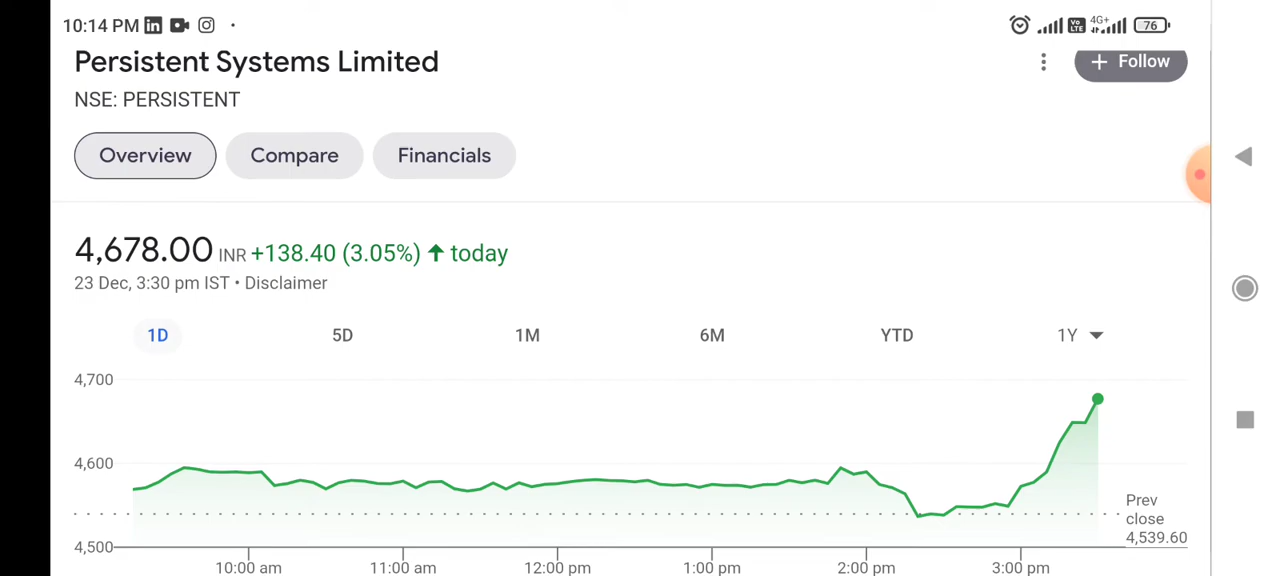 10:14 PM
Vo LTE 4G+ 76
Persistent Systems Limited
+ Follow
NSE: PERSISTENT
Overview Compare Financials
4,678.00 INR +138.40 (3.05%) ↑ today
23 Dec, 3:30 pm IST • Disclaimer
1D 5D 1M 6M YTD 1Y
4,700
4,600
4,500
Prev
close
4,539.60
10:00 am 11:00 am 12:00 pm 1:00 pm 2:00 pm 3:00 pm